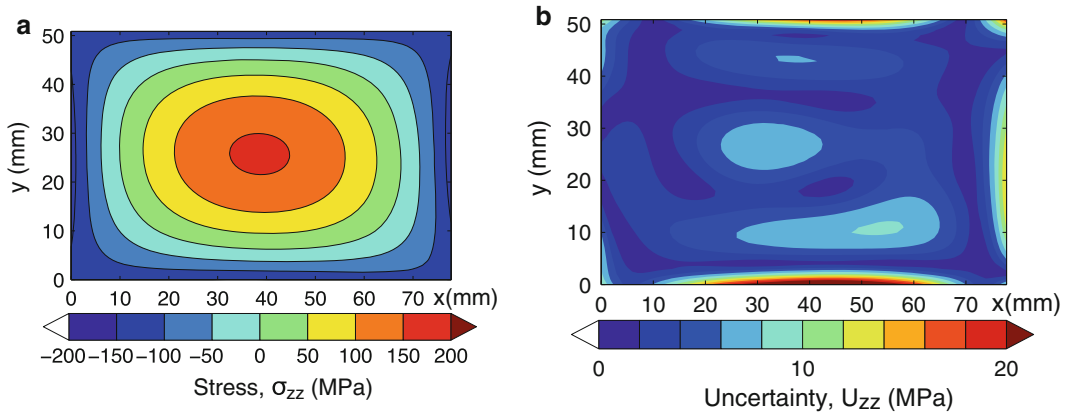 a
50
40
30
20
10
0
y (mm)
0 10 20 30 40 50 60 70 x(mm)
−200 −150 −100 −50 0 50 100 150 200
Stress, σzz (MPa)
b
50
40
30
20
10
0
y (mm)
0 10 20 30 40 50 60 70 x(mm)
0 10 20
Uncertainty, Uzz (MPa)